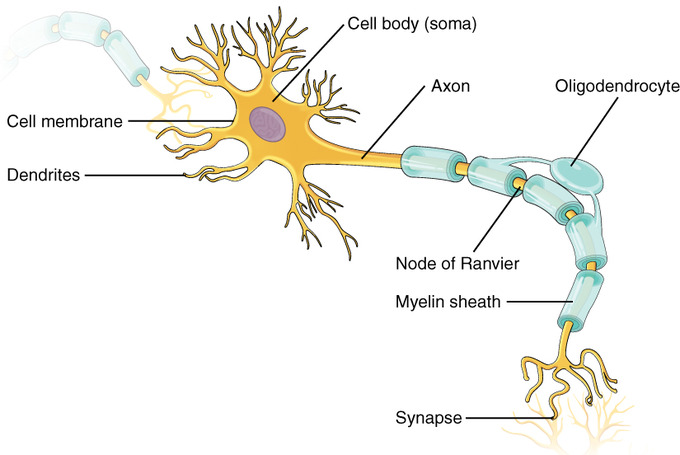 Cell body (soma)
Axon
Oligodendrocyte
Cell membrane
Dendrites
Node of Ranvier
Myelin sheath
Synapse